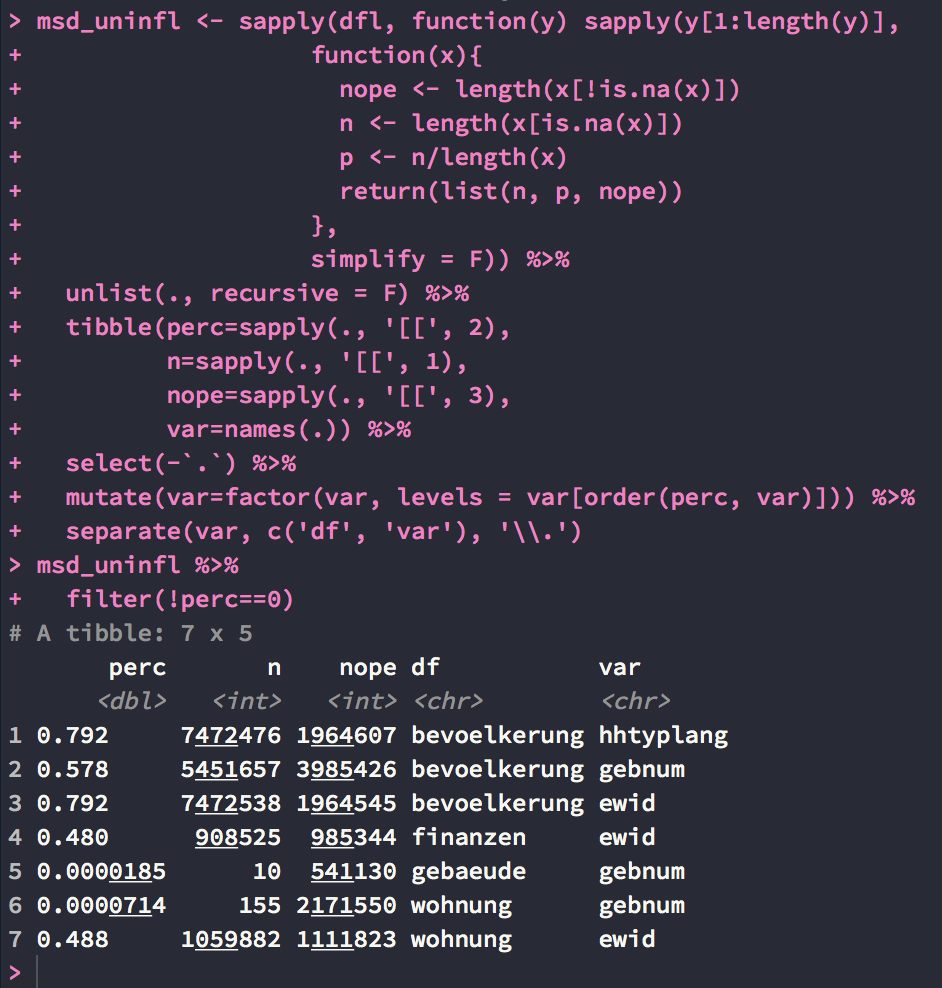 > msd_uninfl <- sapply(dfl, function(y) sapply(y[1:length(y)],
+                     function(x){
+                       nope <- length(x[!is.na(x)])
+                       n <- length(x[is.na(x)])
+                       p <- n/length(x)
+                       return(list(n, p, nope))
+                     },
+                     simplify = F)) %>%
+   unlist(., recursive = F) %>%
+   tibble(perc=sapply(., '[[', 2),
+          n=sapply(., '[[', 1),
+          nope=sapply(., '[[', 3),
+          var=names(.)) %>%
+   select(-`.`) %>%
+   mutate(var=factor(var, levels = var[order(perc, var)])) %>%
+   separate(var, c('df', 'var'), '\\.')
> msd_uninfl %>%
+   filter(!perc==0)
# A tibble: 7 x 5
       perc       n    nope df          var
      <dbl>   <int>   <int> <chr>       <chr>
1 0.792     7472476 1964607 bevoelkerung hhtyplang
2 0.578     5451657 3985426 bevoelkerung gebnum
3 0.792     7472538 1964545 bevoelkerung ewid
4 0.480      908525  985344 finanzen     ewid
5 0.0000185      10  541130 gebaeude     gebnum
6 0.0000714     155 2171550 wohnung      gebnum
7 0.488     1059882 1111823 wohnung      ewid
>